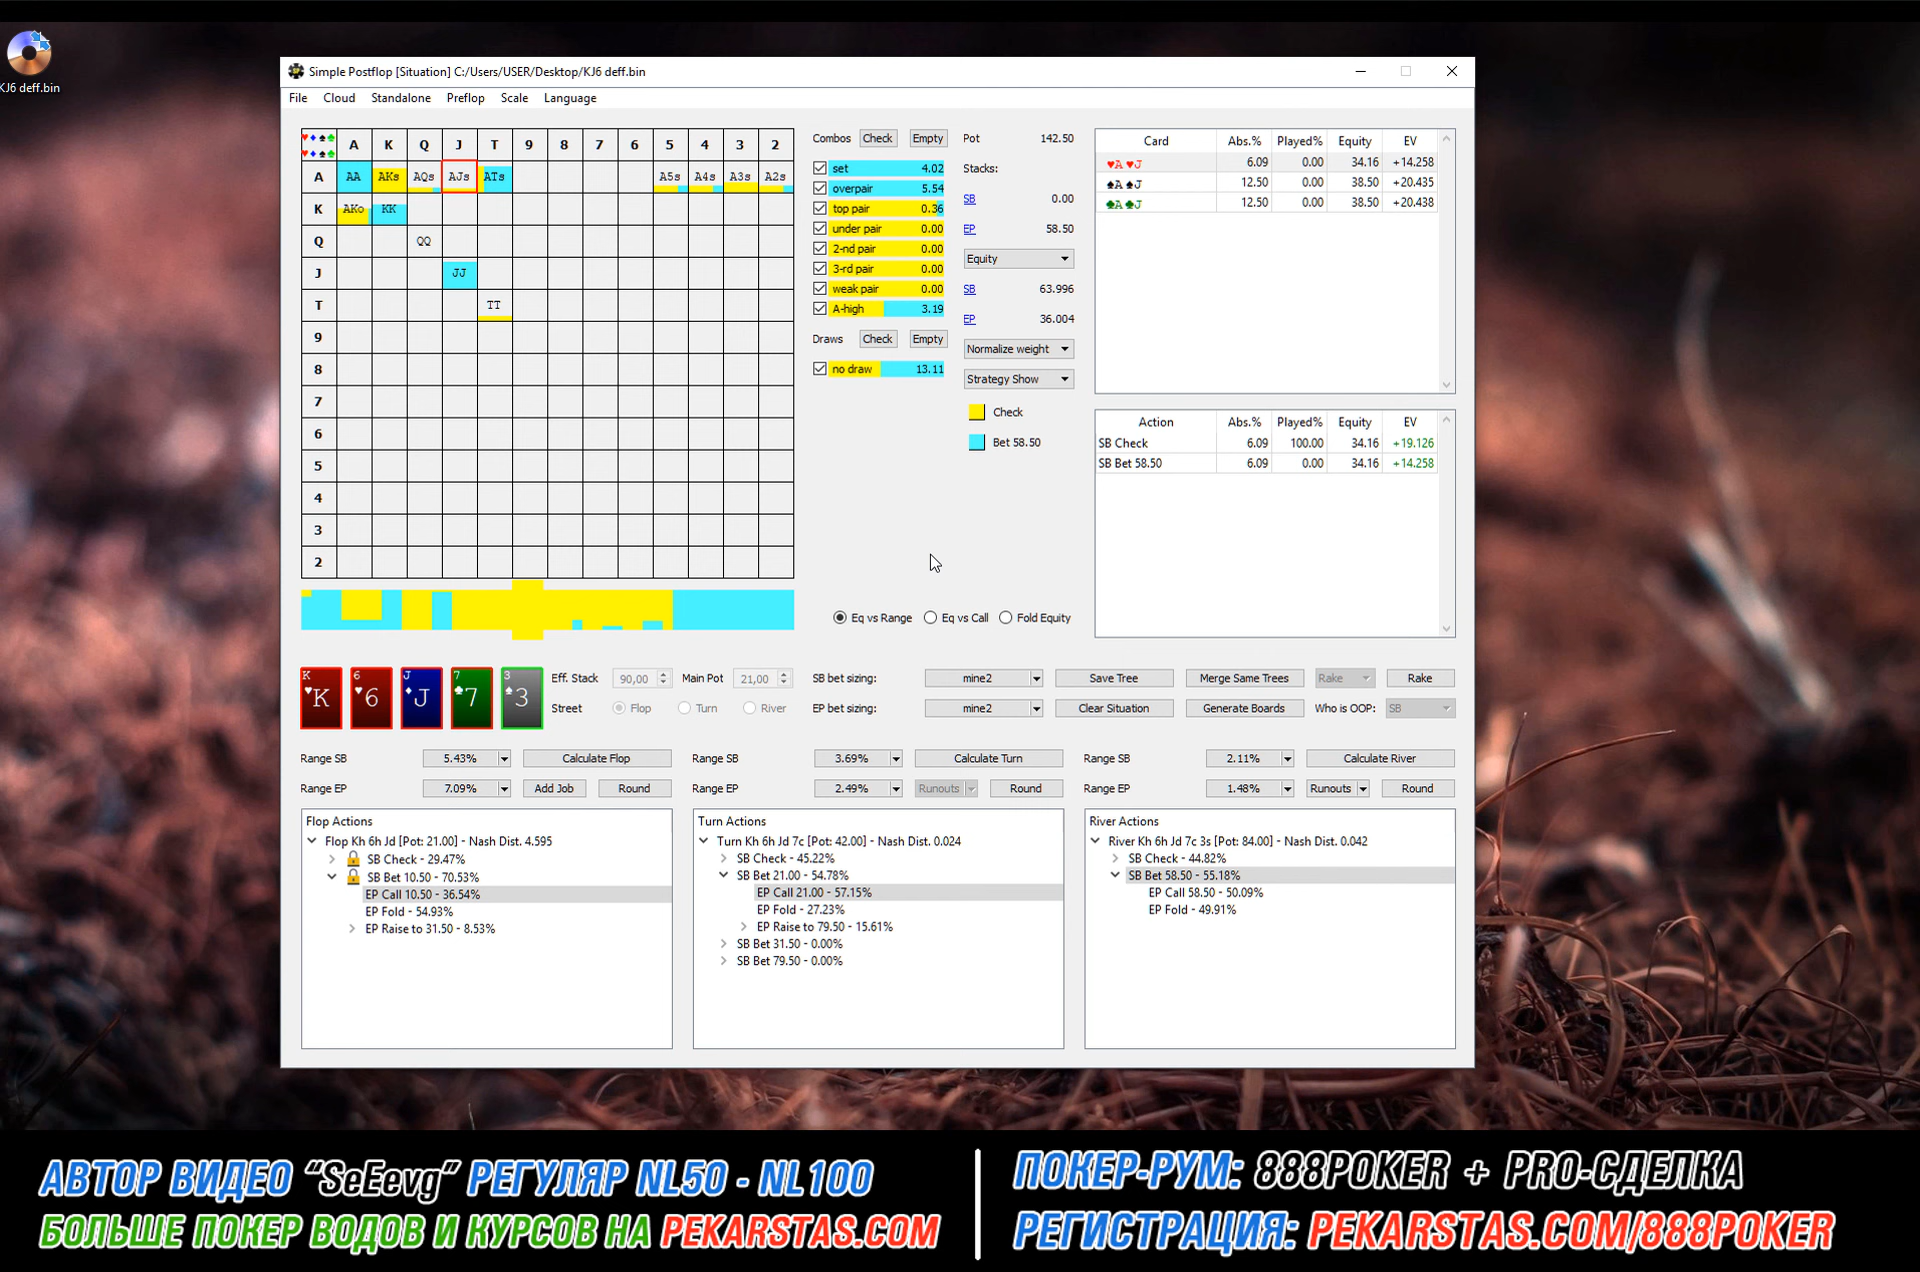 KJ6 deff.bin
Simple Postflop [Situation] C:/Users/USER/Desktop/KJ6 deff.bin
File Cloud Standalone Preflop Scale Language
A K Q J T 9 8 7 6 5 4 3 2
A AA AKs AQs AJs ATs A5s A4s A3s A2s
K AKo KK
Q QQ
J JJ
T TT
9
8
7
6
5
4
3
2
Combos Check Empty
set 4.02
overpair 5.54
top pair 0.36
under pair 0.00
2-nd pair 0.00
3-rd pair 0.00
weak pair 0.00
A-high 3.19
Draws Check Empty
no draw 13.11
Pot 142.50
Stacks:
SB 0.00
EP 58.50
Equity
SB 63.996
EP 36.004
Normalize weight
Strategy Show
Check
Bet 58.50
Eq vs Range Eq vs Call Fold Equity
Card Abs.% Played% Equity EV
♥A ♥J 6.09 0.00 34.16 +14.258
♠A ♠J 12.50 0.00 38.50 +20.435
♣A ♣J 12.50 0.00 38.50 +20.438
Action Abs.% Played% Equity EV
SB Check 6.09 100.00 34.16 +19.126
SB Bet 58.50 6.09 0.00 34.16 +14.258
K ♥K 6 ♥6 J ♦J 7 ♣7 3 ♠3
Eff. Stack 90,00 Main Pot 21,00 SB bet sizing: mine2 Save Tree Merge Same Trees Rake Rake
Street Flop Turn River EP bet sizing: mine2 Clear Situation Generate Boards Who is OOP: SB
Range SB 5.43% Calculate Flop Range SB 3.69% Calculate Turn Range SB 2.11% Calculate River
Range EP 7.09% Add Job Round Range EP 2.49% Runouts Round Range EP 1.48% Runouts Round
Flop Actions
Flop Kh 6h Jd [Pot: 21.00] - Nash Dist. 4.595
SB Check - 29.47%
SB Bet 10.50 - 70.53%
EP Call 10.50 - 36.54%
EP Fold - 54.93%
EP Raise to 31.50 - 8.53%
Turn Actions
Turn Kh 6h Jd 7c [Pot: 42.00] - Nash Dist. 0.024
SB Check - 45.22%
SB Bet 21.00 - 54.78%
EP Call 21.00 - 57.15%
EP Fold - 27.23%
EP Raise to 79.50 - 15.61%
SB Bet 31.50 - 0.00%
SB Bet 79.50 - 0.00%
River Actions
River Kh 6h Jd 7c 3s [Pot: 84.00] - Nash Dist. 0.042
SB Check - 44.82%
SB Bet 58.50 - 55.18%
EP Call 58.50 - 50.09%
EP Fold - 49.91%
АВТОР ВИДЕО “SeEevg” РЕГУЛЯР NL50 - NL100
БОЛЬШЕ ПОКЕР ВОДОВ И КУРСОВ НА PEKARSTAS.COM
ПОКЕР-РУМ: 888POKER + PRO-СДЕЛКА
РЕГИСТРАЦИЯ: PEKARSTAS.COM/888POKER